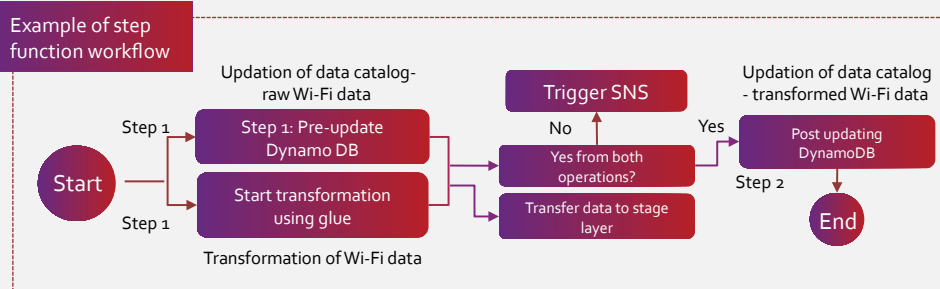 Example of step
function workflow
Updation of data catalog-
raw Wi-Fi data
Updation of data catalog
- transformed Wi-Fi data
Trigger SNS
Step 1
Step 1: Pre-update
Dynamo DB
No
Yes
Post updating
DynamoDB
Start
Yes from both
operations?
Step 2
Step 1
Start transformation
using glue
Transfer data to stage
layer
End
Transformation of Wi-Fi data